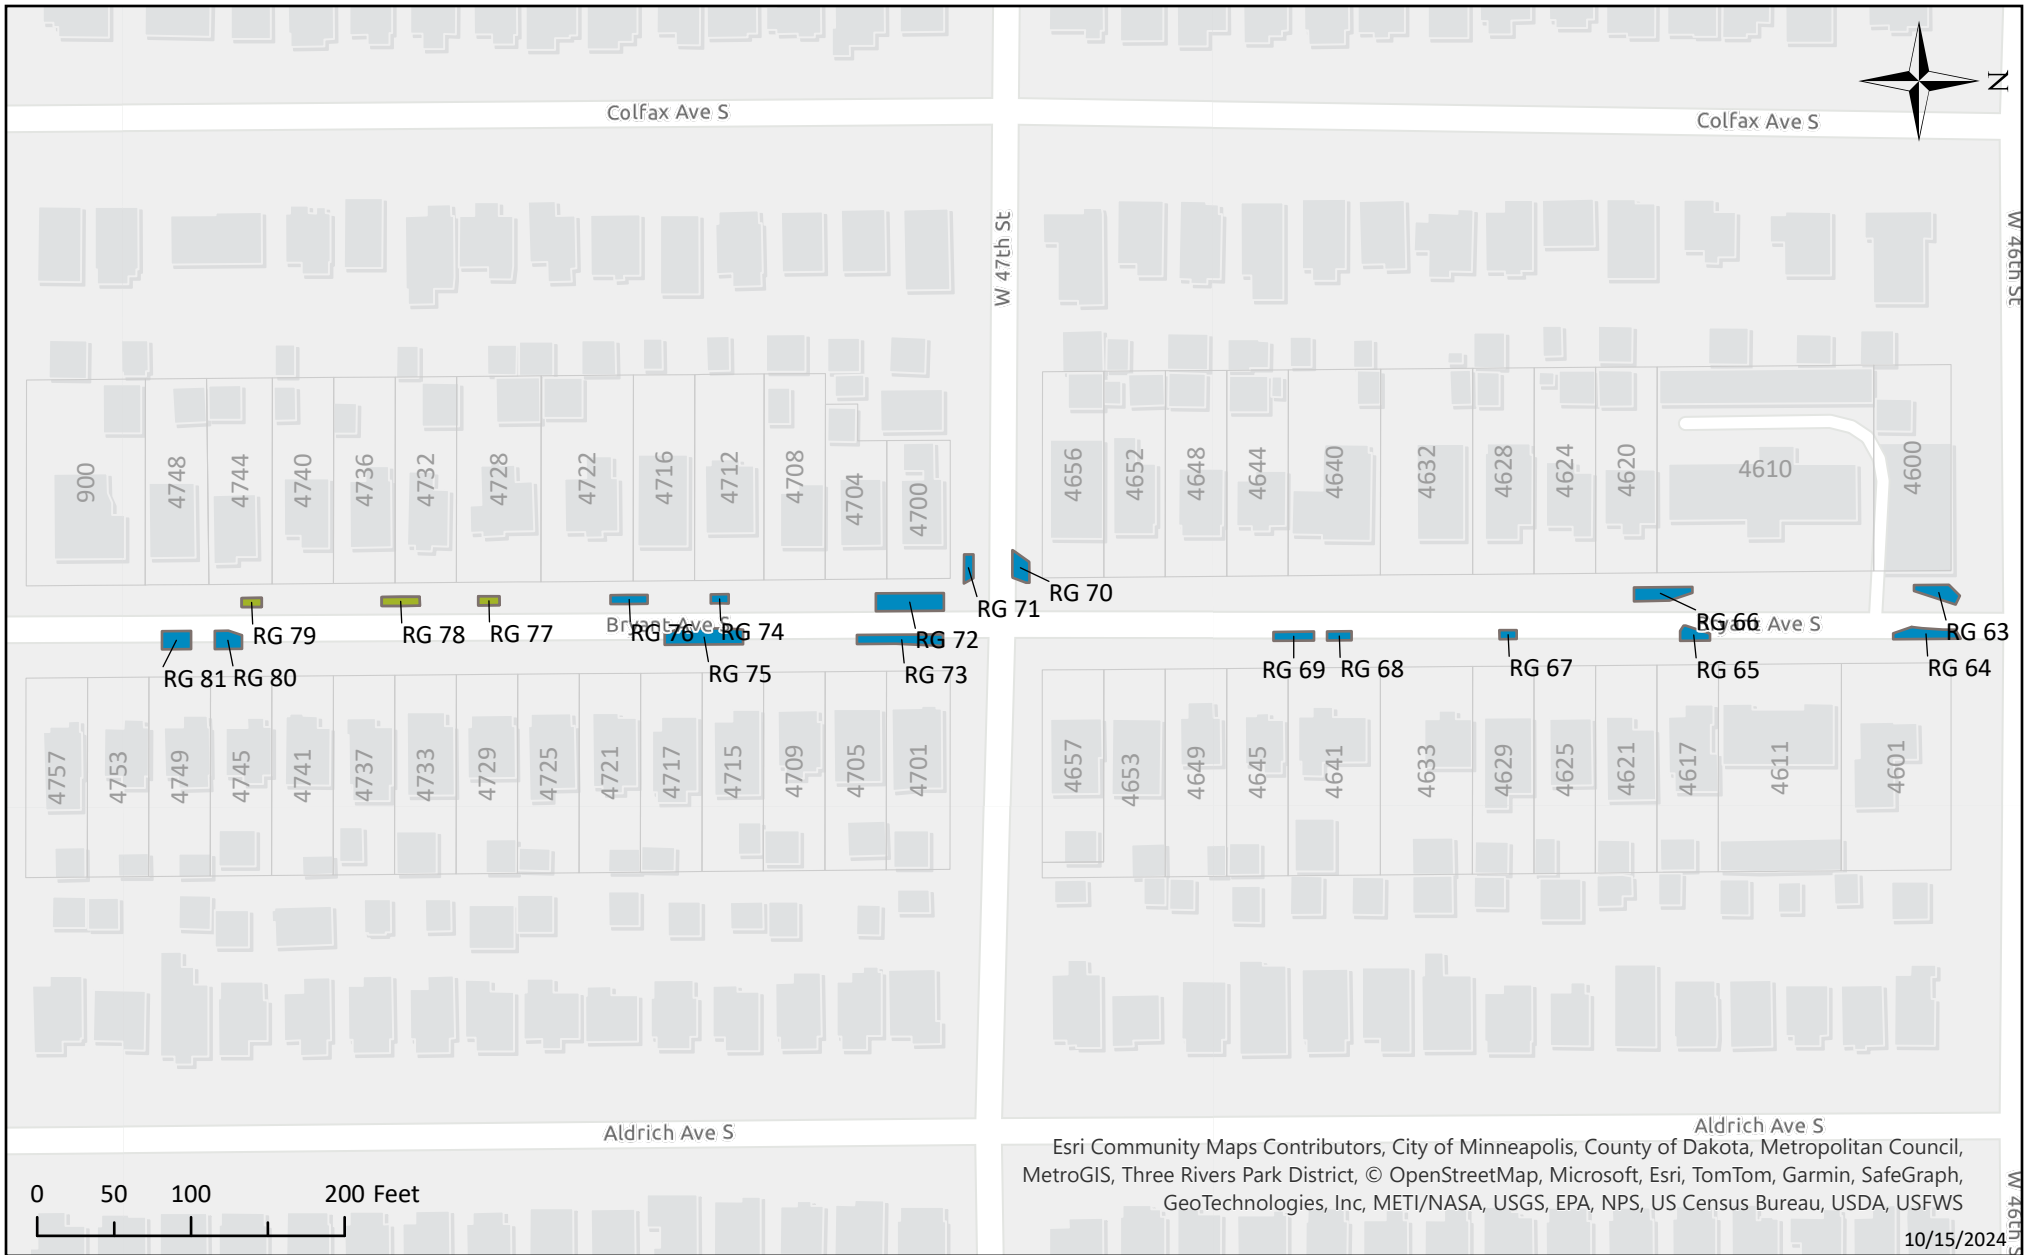 N
Colfax Ave S
Colfax Ave S
W 47th St
W 46th St
900
4748
4744
4740
4736
4732
4728
4722
4716
4712
4708
4704
4700
4656
4652
4648
4644
4640
4632
4628
4624
4620
4610
4600
RG 71
RG 70
RG 79
RG 78
RG 77
Bryant Ave S
RG 76
RG 74
RG 72
RG 66
Bryant Ave S
RG 63
RG 81
RG 80
RG 75
RG 73
RG 69
RG 68
RG 67
RG 65
RG 64
4757
4753
4749
4745
4741
4737
4733
4729
4725
4721
4717
4715
4709
4705
4701
4657
4653
4649
4645
4641
4633
4629
4625
4621
4617
4611
4601
Aldrich Ave S
Aldrich Ave S
Esri Community Maps Contributors, City of Minneapolis, County of Dakota, Metropolitan Council,
MetroGIS, Three Rivers Park District, © OpenStreetMap, Microsoft, Esri, TomTom, Garmin, SafeGraph,
GeoTechnologies, Inc, METI/NASA, USGS, EPA, NPS, US Census Bureau, USDA, USFWS
W 46th S
0 50 100 200 Feet
10/15/2024